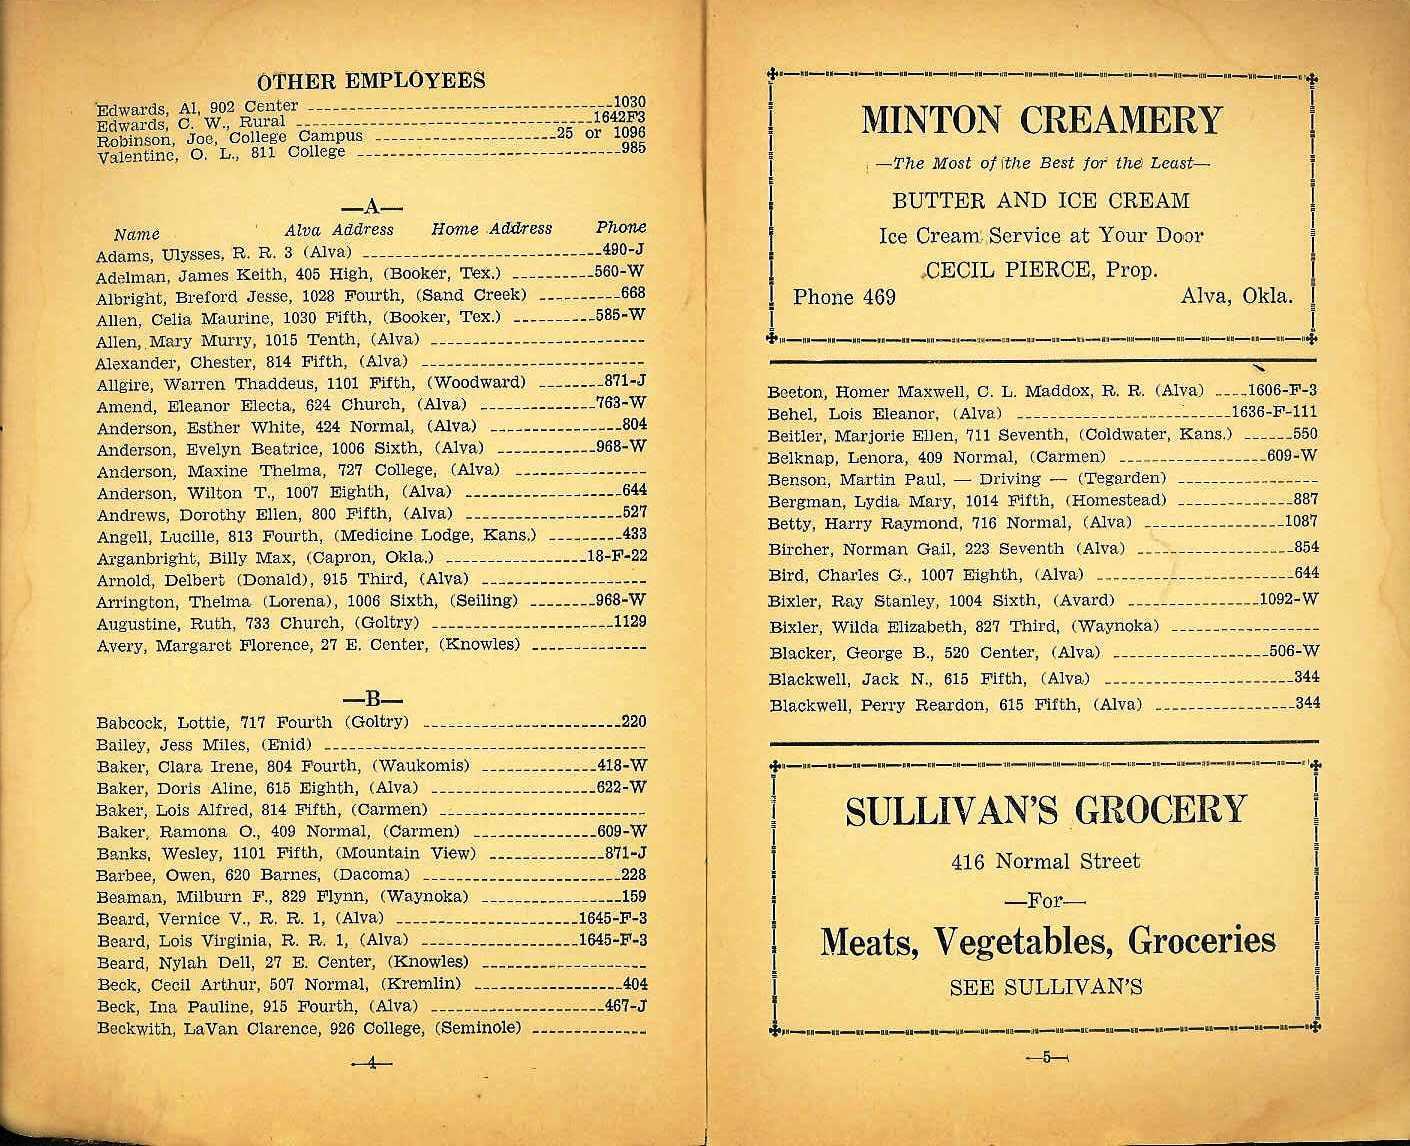 OTHER EMPLOYEES
Edwards, Al, 902 Center ------------------------------------1030
Edwards, C. W., Rural ------------------------------------1642F3
Robinson, Joe, College Campus ----------------------25 or 1096
Valentine, O. L., 811 College --------------------------------985
—A—
Name Alva Address Home Address Phone
Adams, Ulysses, R. R. 3 (Alva) -----------------------------490-J
Adelman, James Keith, 405 High, (Booker, Tex.) ----------560-W
Albright, Breford Jesse, 1028 Fourth, (Sand Creek) ----------668
Allen, Celia Maurine, 1030 Fifth, (Booker, Tex.) ----------585-W
Allen, Mary Murry, 1015 Tenth, (Alva) --------------------------
Alexander, Chester, 814 Fifth, (Alva) ---------------------------
Allgire, Warren Thaddeus, 1101 Fifth, (Woodward) --------871-J
Amend, Eleanor Electa, 624 Church, (Alva) --------------763-W
Anderson, Esther White, 424 Normal, (Alva) ----------------804
Anderson, Evelyn Beatrice, 1006 Sixth, (Alva) ------------968-W
Anderson, Maxine Thelma, 727 College, (Alva) ----------------
Anderson, Wilton T., 1007 Eighth, (Alva) -------------------644
Andrews, Dorothy Ellen, 800 Fifth, (Alva) -------------------527
Angell, Lucille, 813 Fourth, (Medicine Lodge, Kans.) ---------433
Arganbright, Billy Max, (Capron, Okla.) -----------------18-F-22
Arnold, Delbert (Donald), 915 Third, (Alva) --------------------
Arrington, Thelma (Lorena), 1006 Sixth, (Seiling) --------968-W
Augustine, Ruth, 733 Church, (Goltry) ----------------------1129
Avery, Margaret Florence, 27 E. Center, (Knowles) --------------
—B—
Babcock, Lottie, 717 Fourth (Goltry) ------------------------220
Bailey, Jess Miles, (Enid) ---------------------------------------
Baker, Clara Irene, 804 Fourth, (Waukomis) --------------418-W
Baker, Doris Aline, 615 Eighth, (Alva) --------------------622-W
Baker, Lois Alfred, 814 Fifth, (Carmen) -------------------------
Baker, Ramona O., 409 Normal, (Carmen) ---------------609-W
Banks, Wesley, 1101 Fifth, (Mountain View) --------------871-J
Barbee, Owen, 620 Barnes, (Dacoma) ------------------------228
Beaman, Milburn F., 829 Flynn, (Waynoka) -----------------159
Beard, Vernice V., R. R. 1, (Alva) ----------------------1645-F-3
Beard, Lois Virginia, R. R. 1, (Alva) -------------------1645-F-3
Beard, Nylah Dell, 27 E. Center, (Knowles) --------------------
Beck, Cecil Arthur, 507 Normal, (Kremlin) ------------------404
Beck, Ina Pauline, 915 Fourth, (Alva) ---------------------467-J
Beckwith, LaVan Clarence, 926 College, (Seminole) --------------
—4—
MINTON CREAMERY
—The Most of the Best for the Least—
BUTTER AND ICE CREAM
Ice Cream Service at Your Door
CECIL PIERCE, Prop.
Phone 469 Alva, Okla.
Beeton, Homer Maxwell, C. L. Maddox, R. R. (Alva) ----1606-F-3
Behel, Lois Eleanor, (Alva) --------------------------1636-F-111
Beitler, Marjorie Ellen, 711 Seventh, (Coldwater, Kans.) ------550
Belknap, Lenora, 409 Normal, (Carmen) ------------------609-W
Benson, Martin Paul, — Driving — (Tegarden) -----------------
Bergman, Lydia Mary, 1014 Fifth, (Homestead) --------------887
Betty, Harry Raymond, 716 Normal, (Alva) -----------------1087
Bircher, Norman Gail, 223 Seventh (Alva) -------------------854
Bird, Charles G., 1007 Eighth, (Alva) ------------------------644
Bixler, Ray Stanley, 1004 Sixth, (Avard) ----------------1092-W
Bixler, Wilda Elizabeth, 827 Third, (Waynoka) ------------------
Blacker, George B., 520 Center, (Alva) -------------------506-W
Blackwell, Jack N., 615 Fifth, (Alva) -----------------------344
Blackwell, Perry Reardon, 615 Fifth, (Alva) -----------------344
SULLIVAN'S GROCERY
416 Normal Street
—For—
Meats, Vegetables, Groceries
SEE SULLIVAN'S
—5—